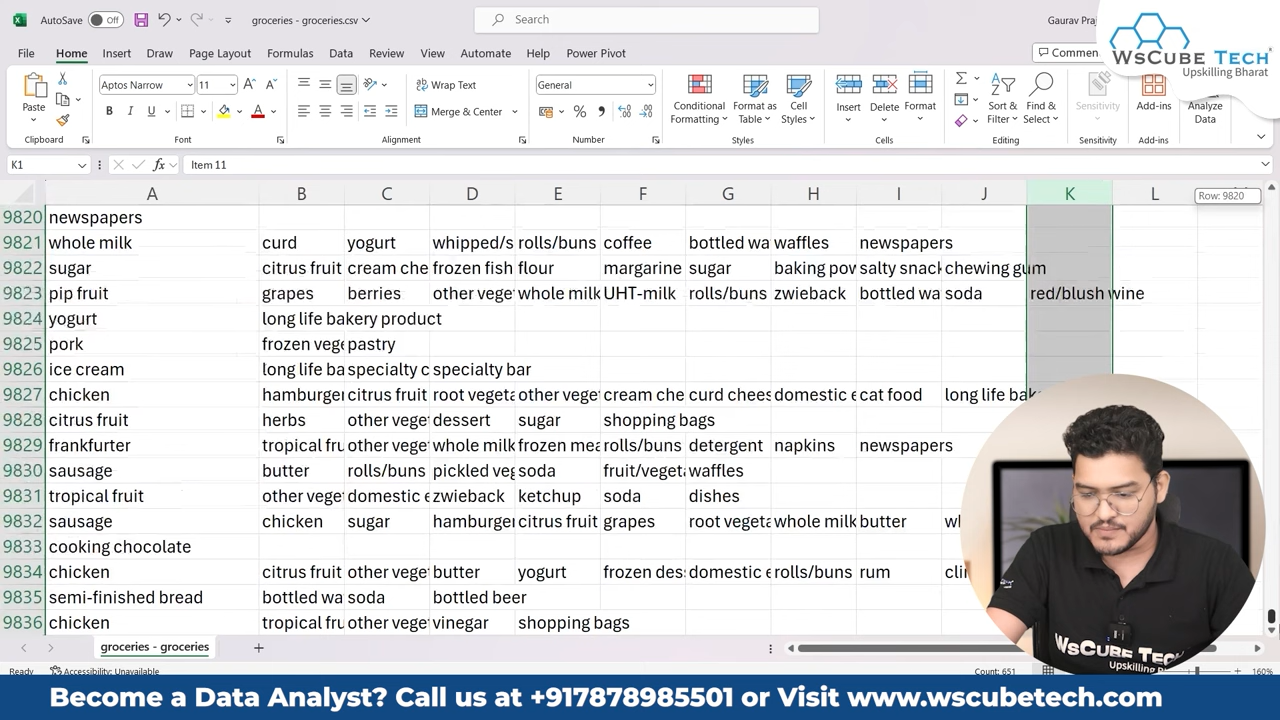 AutoSave Off groceries - groceries.csv Search Gaurav Praj
WsCube Tech
Upskilling Bharat
File Home Insert Draw Page Layout Formulas Data Review View Automate Help Power Pivot Commen
Aptos Narrow 11 Wrap Text General
Paste Merge & Center Conditional Formatting Format as Table Cell Styles Insert Delete Format Sort & Filter Find & Select Sensitivity Add-ins Analyze Data
Clipboard Font Alignment Number Styles Cells Editing Sensitivity Add-ins
K1 fx Item 11
A B C D E F G H I J K L Row: 9820
9820 newspapers
9821 whole milk curd yogurt whipped/s rolls/buns coffee bottled wa waffles newspapers
9822 sugar citrus fruit cream che frozen fish flour margarine sugar baking pow salty snack chewing gum
9823 pip fruit grapes berries other vege whole milk UHT-milk rolls/buns zwieback bottled wa soda red/blush wine
9824 yogurt long life bakery product
9825 pork frozen vege pastry
9826 ice cream long life ba specialty c specialty bar
9827 chicken hamburger citrus fruit root vegeta other vege cream che curd chees domestic e cat food long life bak
9828 citrus fruit herbs other vege dessert sugar shopping bags
9829 frankfurter tropical fru other vege whole milk frozen mea rolls/buns detergent napkins newspapers
9830 sausage butter rolls/buns pickled veg soda fruit/vegeta waffles
9831 tropical fruit other vege domestic e zwieback ketchup soda dishes
9832 sausage chicken sugar hamburger citrus fruit grapes root vegeta whole milk butter wh
9833 cooking chocolate
9834 chicken citrus fruit other vege butter yogurt frozen des domestic e rolls/buns rum clin
9835 semi-finished bread bottled wa soda bottled beer
9836 chicken tropical fru other vege vinegar shopping bags
groceries - groceries
WsCube Tech
Upskilling
Ready Accessibility: Unavailable Count: 651 160%
Become a Data Analyst? Call us at +917878985501 or Visit www.wscubetech.com